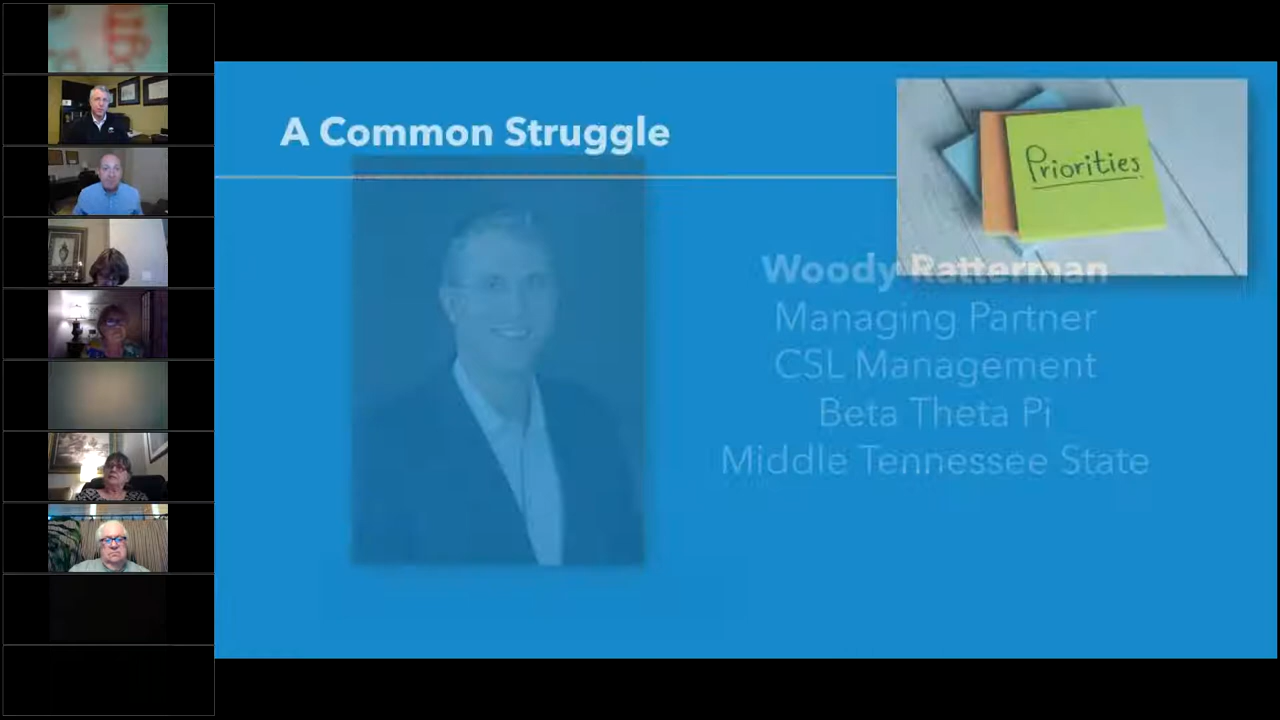 A Common Struggle
Priorities
Woody Ratterman
Managing Partner
CSL Management
Beta Theta Pi
Middle Tennessee State